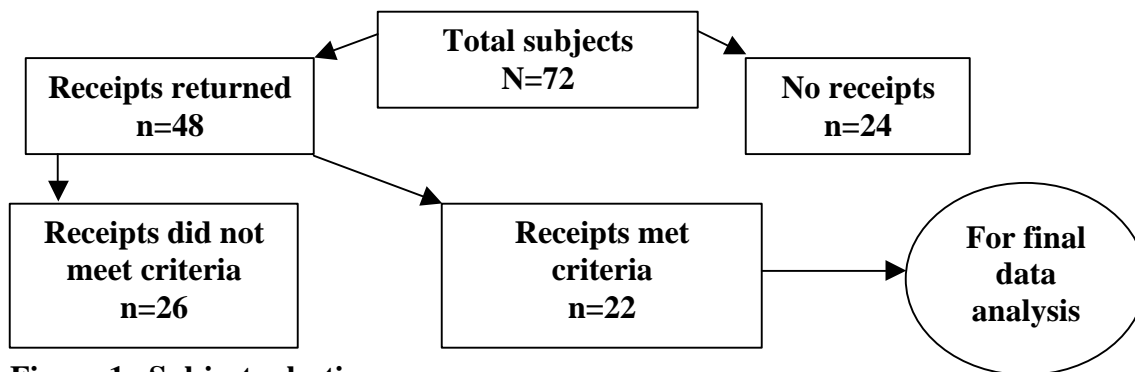 Total subjects
N=72
Receipts returned
n=48
No receipts
n=24
Receipts did not
meet criteria
n=26
Receipts met
criteria
n=22
For final
data
analysis
Figure 1. Subject selection